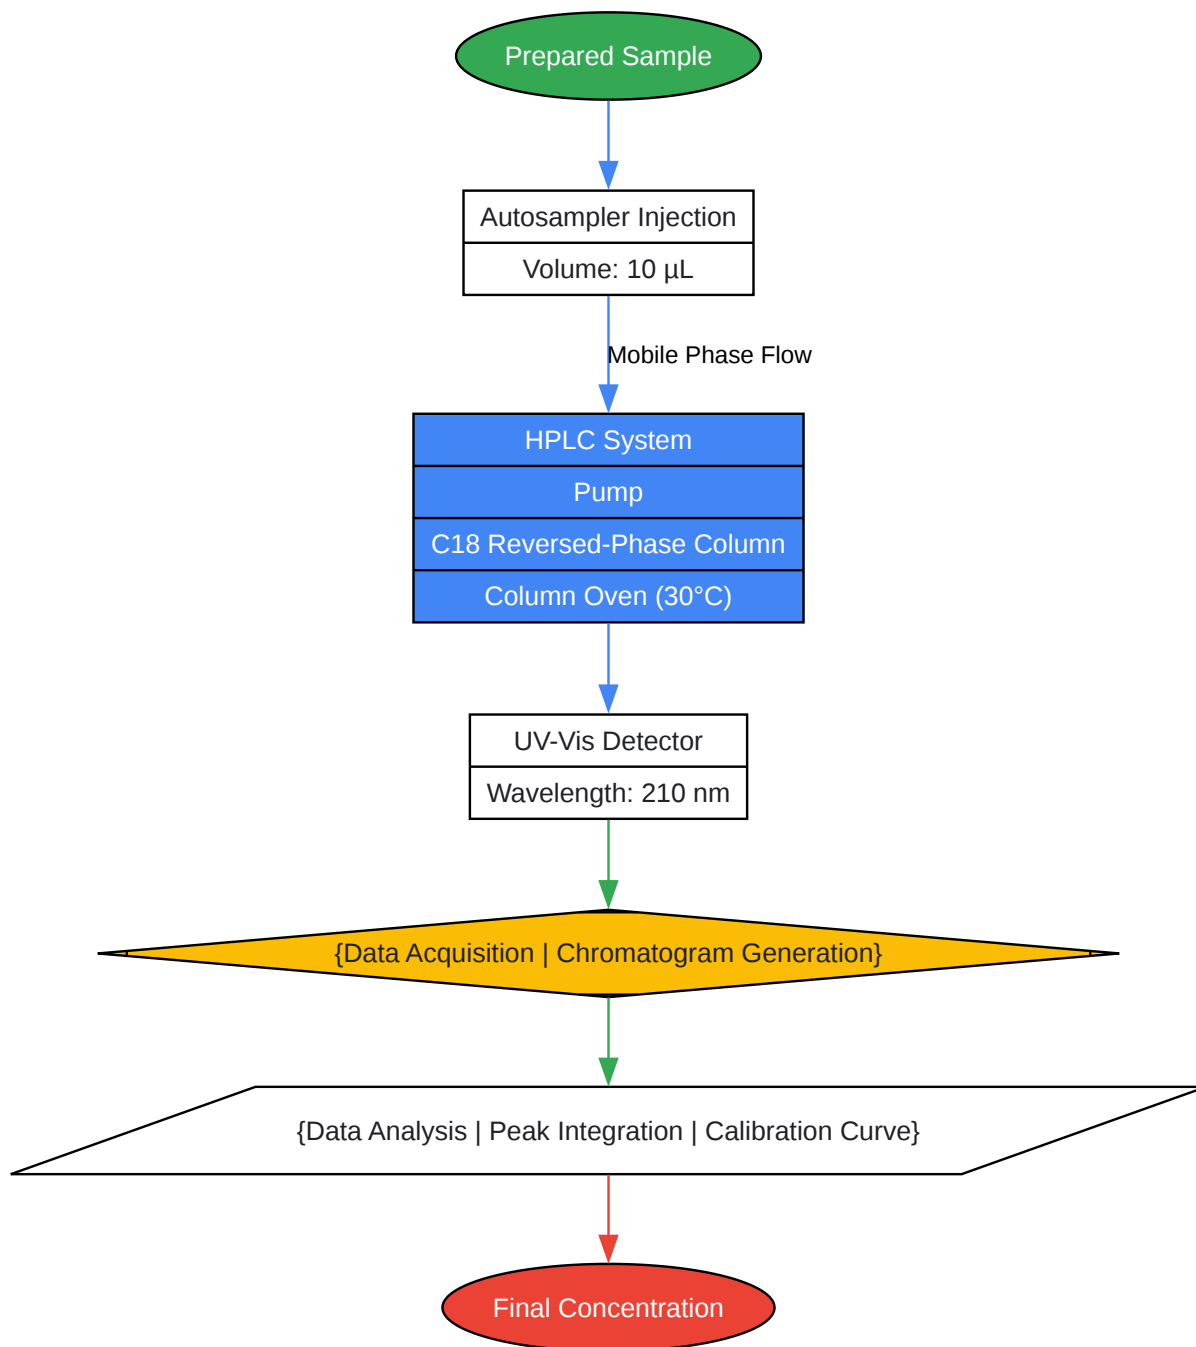 Prepared Sample
Autosampler Injection
Volume: 10 µL
Mobile Phase Flow
HPLC System
Pump
C18 Reversed-Phase Column
Column Oven (30°C)
UV-Vis Detector
Wavelength: 210 nm
{Data Acquisition | Chromatogram Generation}
{Data Analysis | Peak Integration | Calibration Curve}
Final Concentration